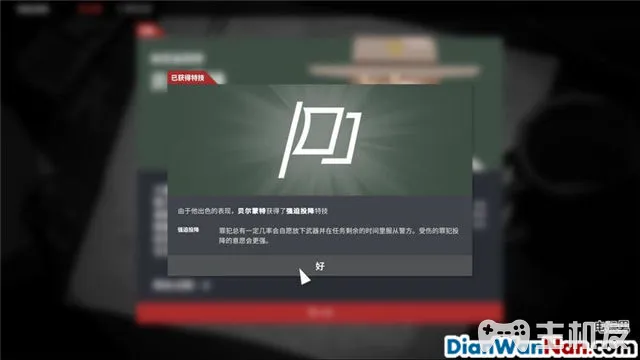 已获得特技
由于他出色的表现，贝尔蒙特获得了强迫投降特技
强迫投降
罪犯总有一定几率会自愿放下武器并在任务剩余的时间里服从警方。受伤的罪犯投
降的意愿会更强。
好
主机友
DianWanNan.com